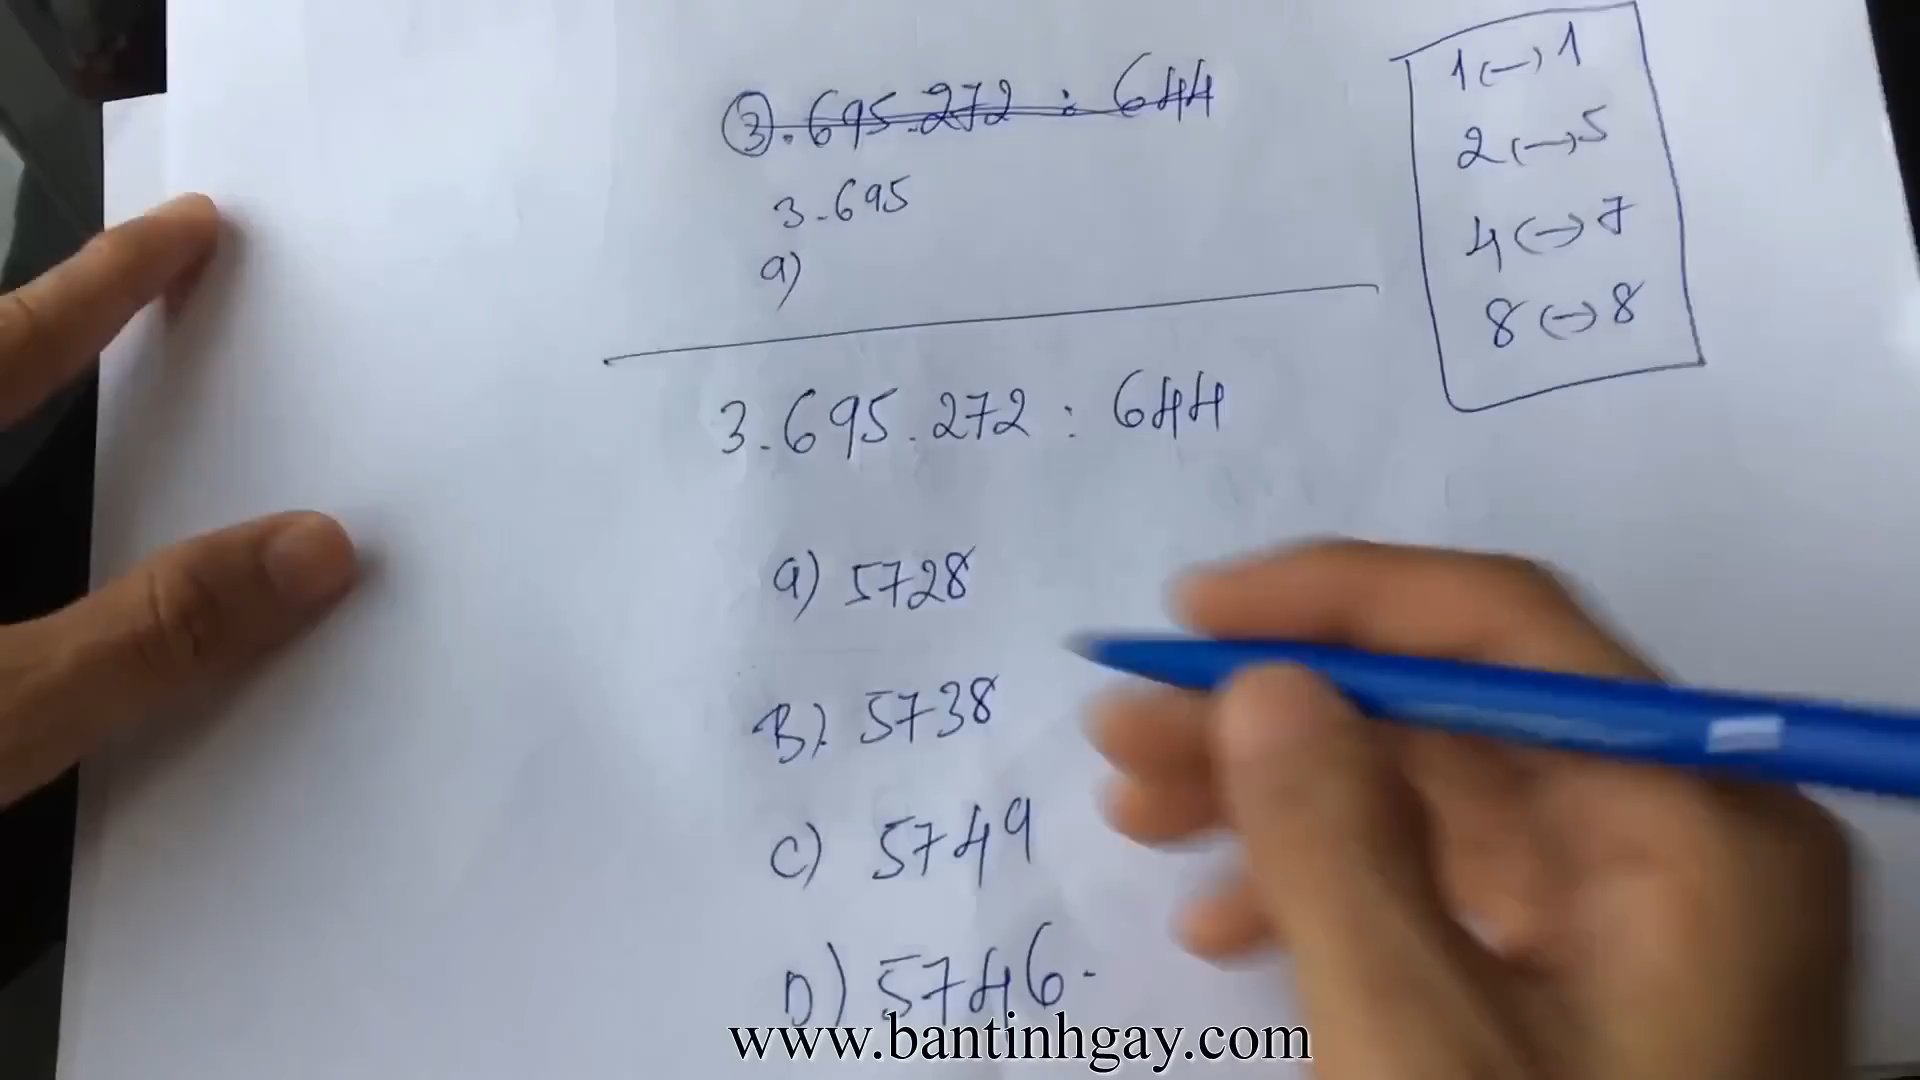 3.695.272 : 644
3.695
a)
3.695.272 : 644
a) 5728
B). 5738
c) 5749
D) 5746.
1 ↔ 1
2 ↔ 5
4 ↔ 7
8 ↔ 8
www.bantinhgay.com